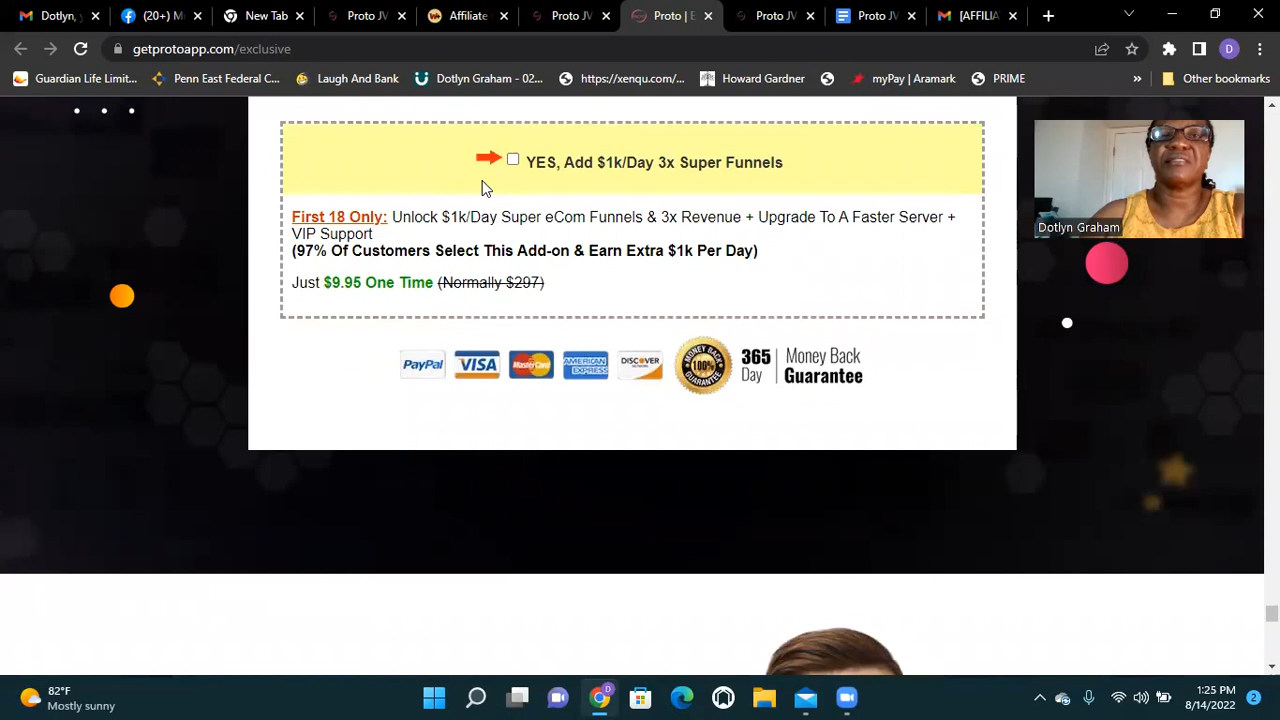 Dotlyn, y
(20+) M
New Tab
Proto JV
Affiliate
Proto JV
Proto | E
Proto JV
Proto JV
[AFFILIA
getprotoapp.com/exclusive
D
Guardian Life Limit...
Penn East Federal C...
Laugh And Bank
Dotlyn Graham - 02...
https://xenqu.com/...
Howard Gardner
myPay | Aramark
PRIME
»
Other bookmarks
YES, Add $1k/Day 3x Super Funnels
First 18 Only: Unlock $1k/Day Super eCom Funnels & 3x Revenue + Upgrade To A Faster Server +
VIP Support
(97% Of Customers Select This Add-on & Earn Extra $1k Per Day)
Just $9.95 One Time (Normally $297)
Dotlyn Graham
PayPal
VISA
MasterCard
AMERICAN
EXPRESS
DISCOVER
MONEY BACK
100%
GUARANTEE
365
Day
Money Back
Guarantee
82°F
Mostly sunny
D
1:25 PM
8/14/2022
2